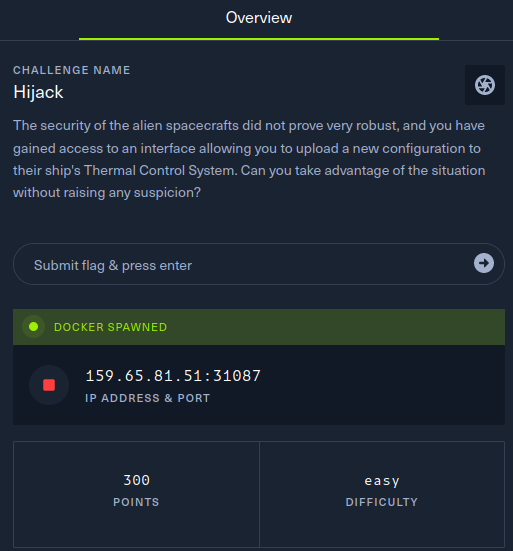 Overview
CHALLENGE NAME
Hijack
The security of the alien spacecrafts did not prove very robust, and you have
gained access to an interface allowing you to upload a new configuration to
their ship's Thermal Control System. Can you take advantage of the situation
without raising any suspicion?
Submit flag & press enter
DOCKER SPAWNED
159.65.81.51:31087
IP ADDRESS & PORT
300
POINTS
easy
DIFFICULTY